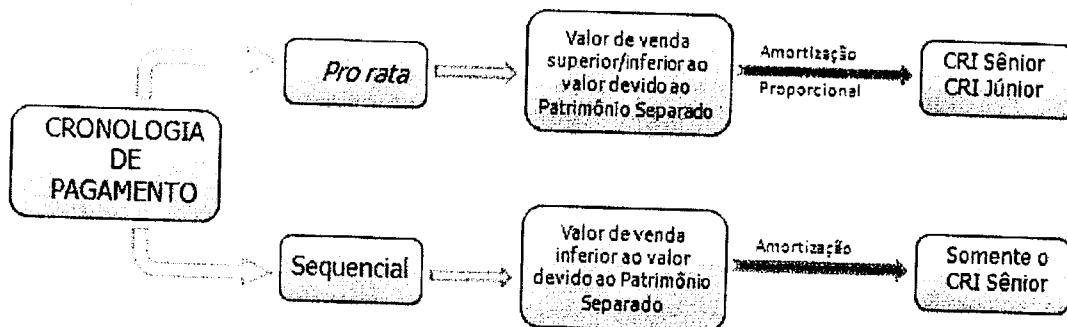 CRONOLOGIA
DE
PAGAMENTO
Pro rata
Valor de venda
superior/inferior ao
valor devido ao
Patrimônio Separado
Amortização
Proporcional
CRI Sênior
CRI Júnior
Sequencial
Valor de venda
inferior ao valor
devido ao Patrimônio
Separado
Amortização
Somente o
CRI Sênior